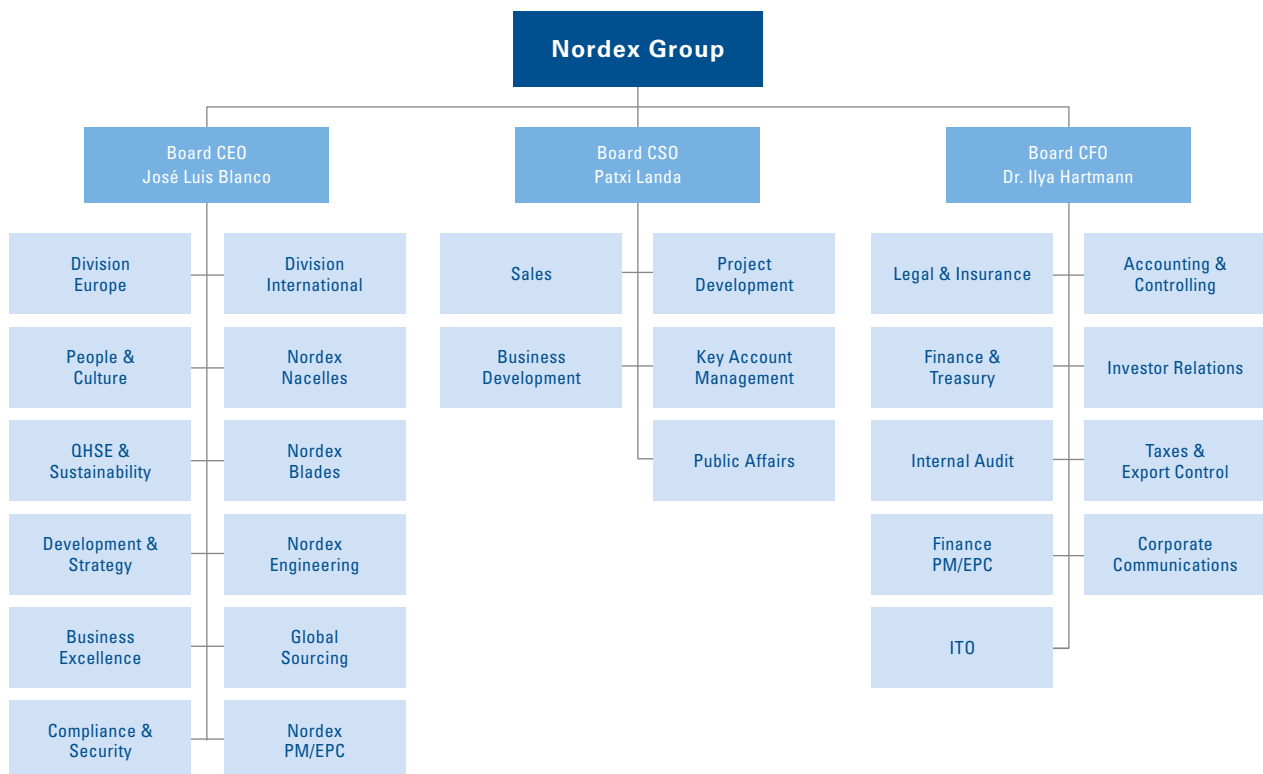 Nordex Group
Board CEO
José Luis Blanco
Board CSO
Patxi Landa
Board CFO
Dr. Ilya Hartmann
Division
Europe
Division
International
People &
Culture
Nordex
Nacelles
QHSE &
Sustainability
Nordex
Blades
Development &
Strategy
Nordex
Engineering
Business
Excellence
Global
Sourcing
Compliance &
Security
Nordex
PM/EPC
Sales
Project
Development
Business
Development
Key Account
Management
Public Affairs
Legal & Insurance
Accounting &
Controlling
Finance &
Treasury
Investor Relations
Internal Audit
Taxes &
Export Control
Finance
PM/EPC
Corporate
Communications
ITO